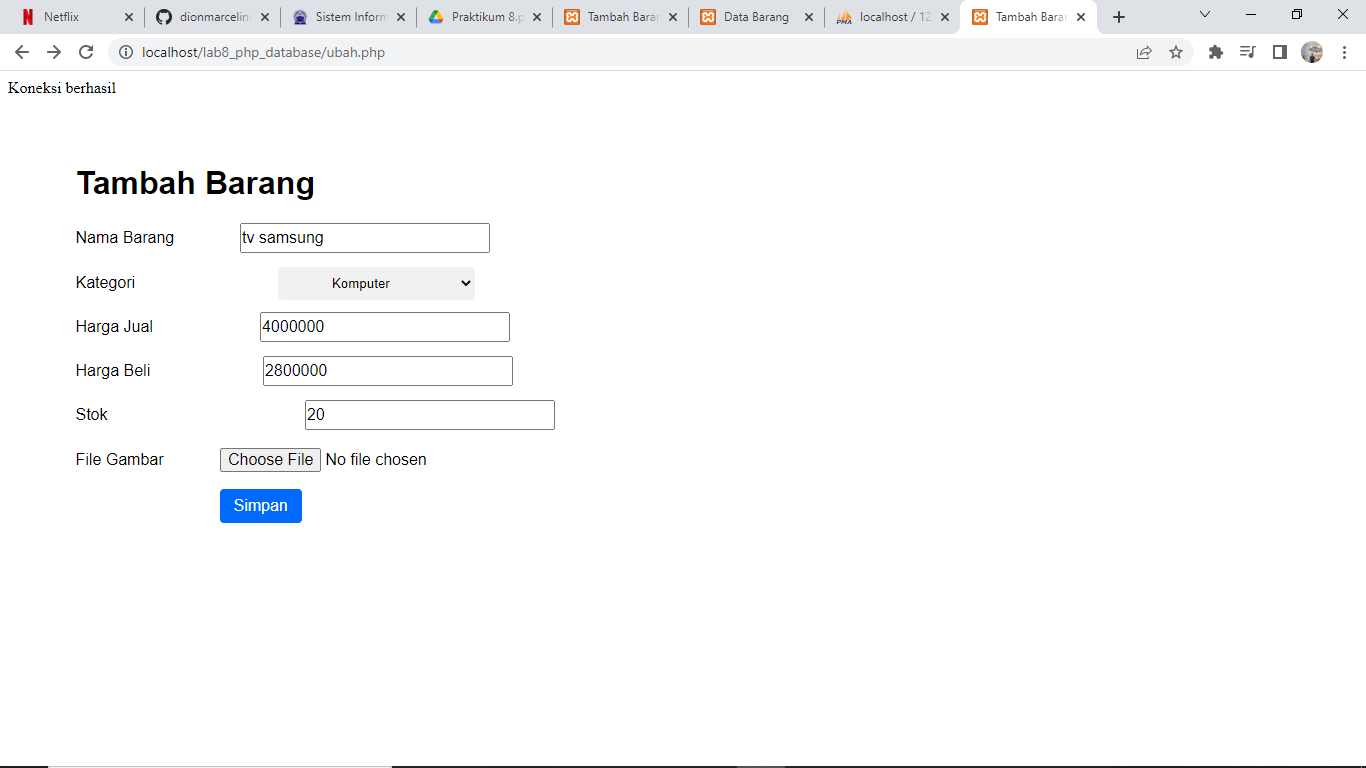 Netflix
dionmarcelin
Sistem Inform
Praktikum 8.p
Tambah Baran
Data Barang
localhost / 12
Tambah Baran
localhost/lab8_php_database/ubah.php
Koneksi berhasil
Tambah Barang
Nama Barang tv samsung
Kategori Komputer
Harga Jual 4000000
Harga Beli 2800000
Stok 20
File Gambar Choose File No file chosen
Simpan